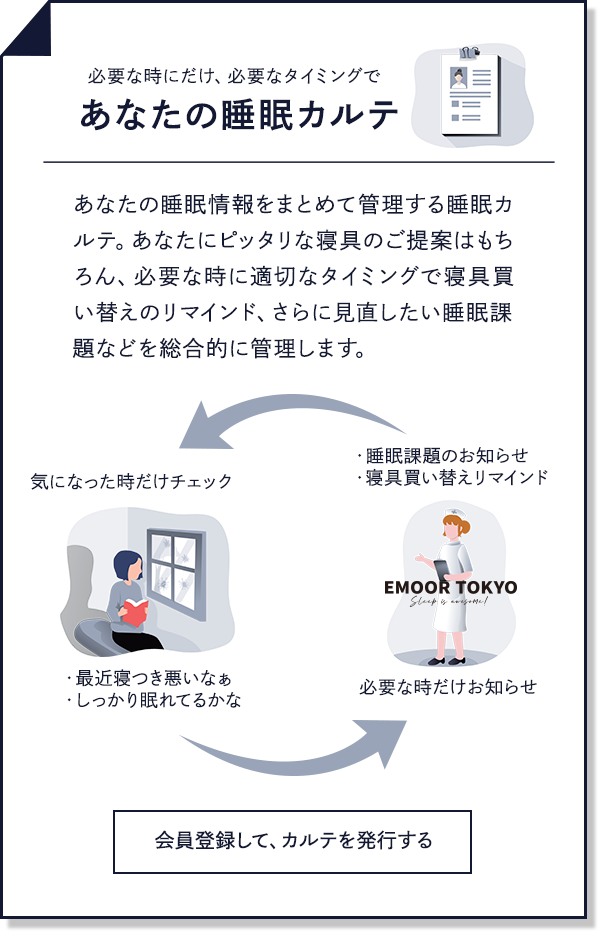 必要な時にだけ、必要なタイミングで
あなたの睡眠カルテ
あなたの睡眠情報をまとめて管理する睡眠カ
ルテ。あなたにピッタリな寝具のご提案はもち
ろん、必要な時に適切なタイミングで寝具買
い替えのリマインド、さらに見直したい睡眠課
題などを総合的に管理します。
気になった時だけチェック
・最近寝つき悪いなぁ
・しっかり眠れてるかな
・睡眠課題のお知らせ
・寝具買い替えリマインド
EMOOR TOKYO
Sleep is awesome!
必要な時だけお知らせ
会員登録して、カルテを発行する